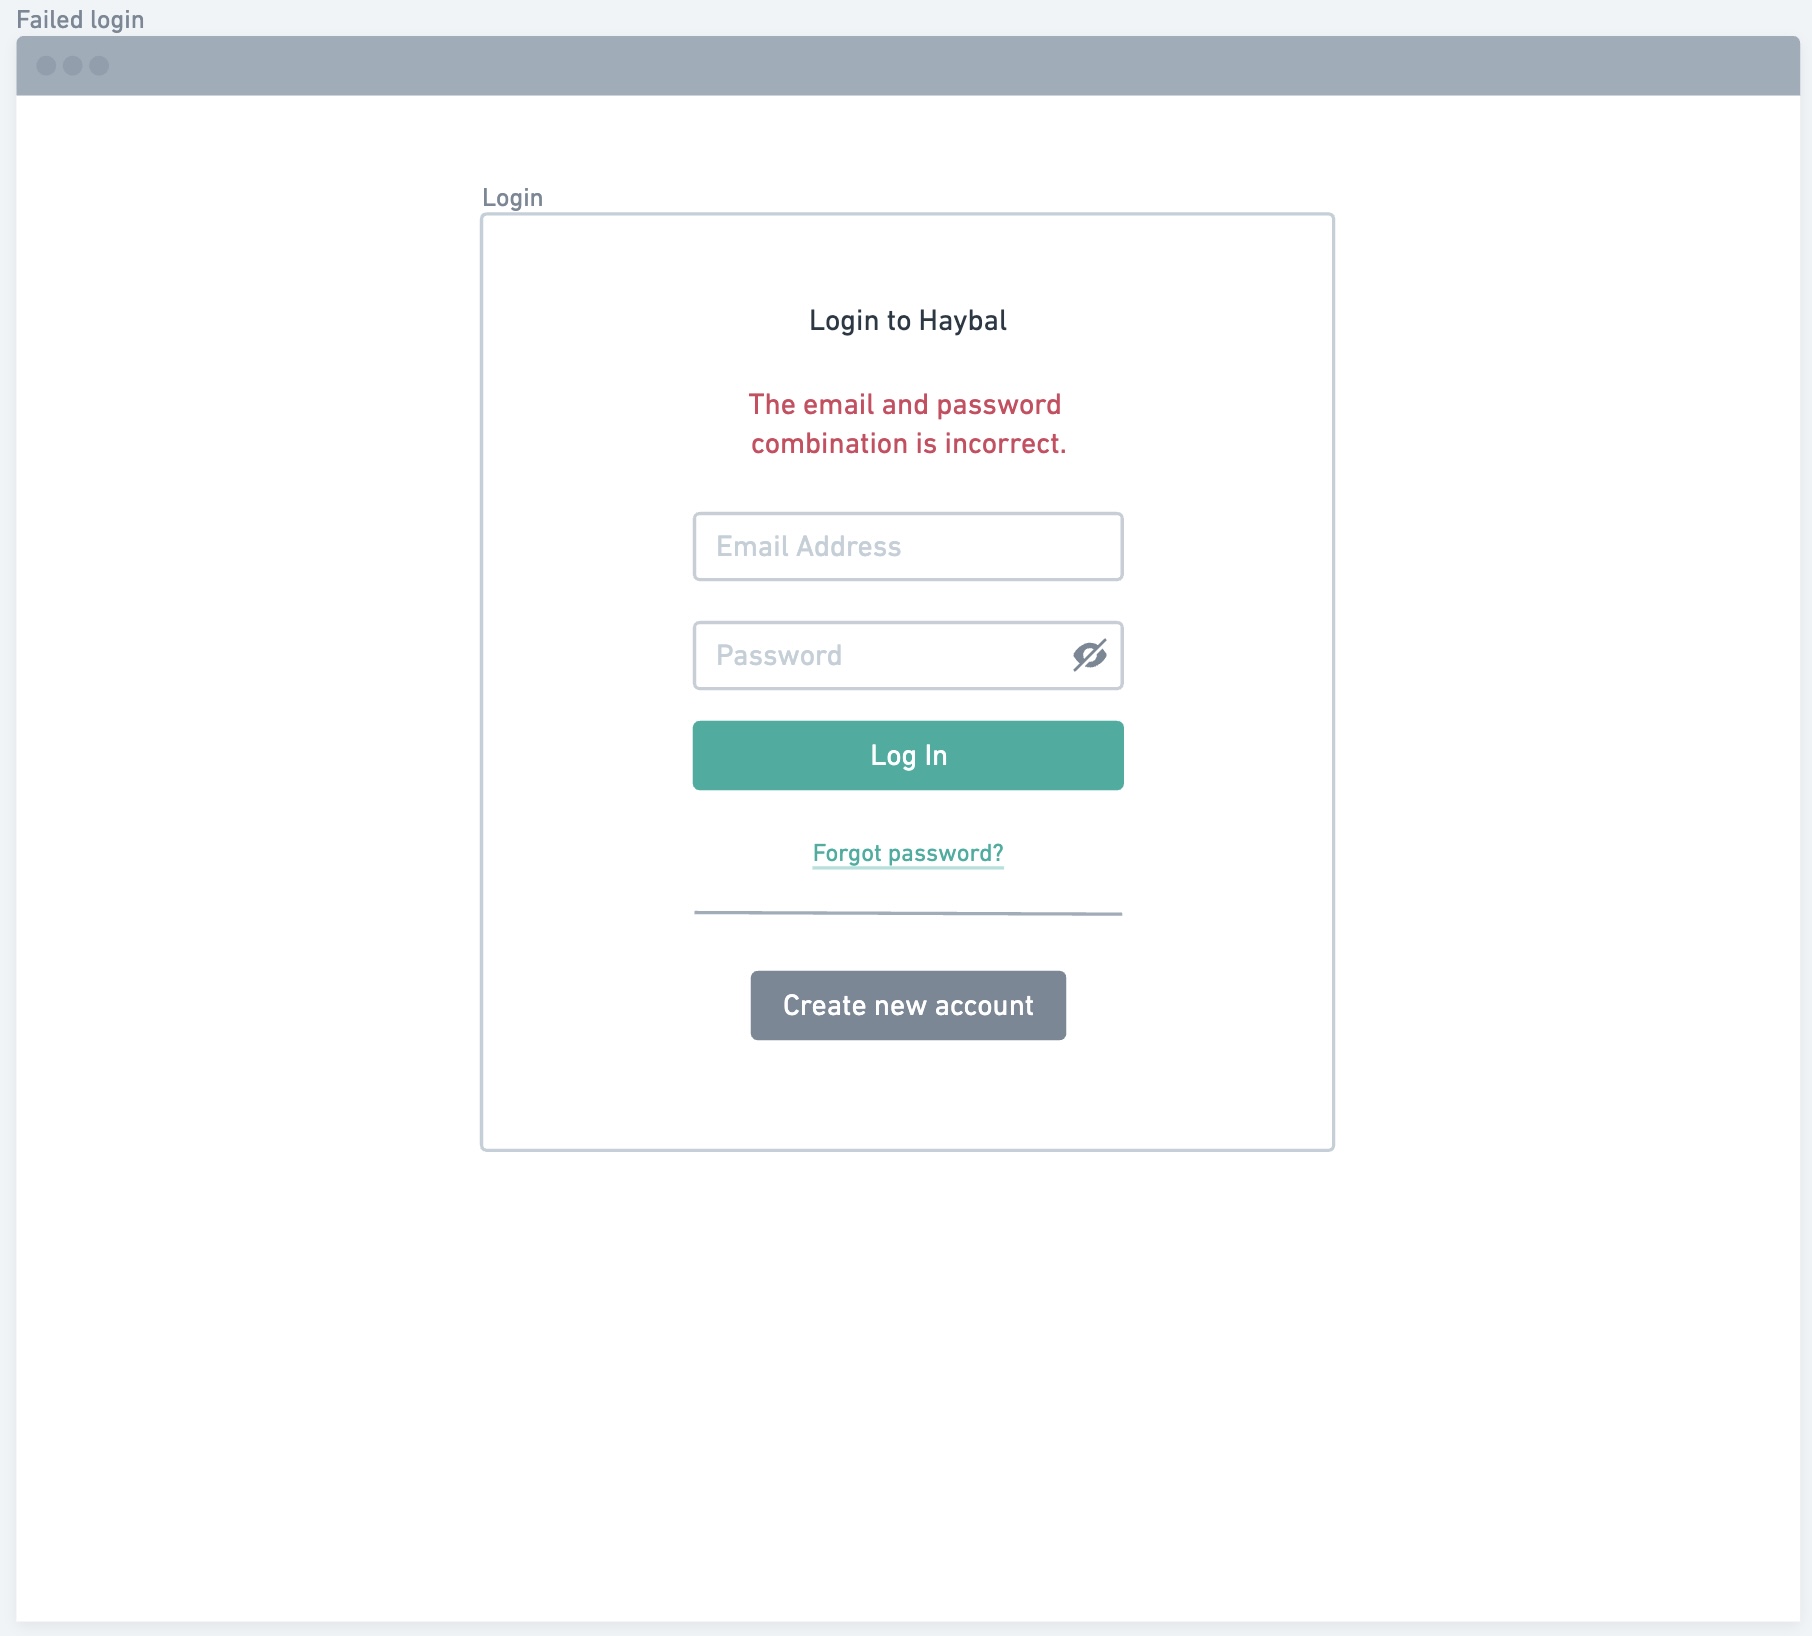 Failed login
Login
Login to Haybal
The email and password
combination is incorrect.
Email Address
Password
Log In
Forgot password?
Create new account